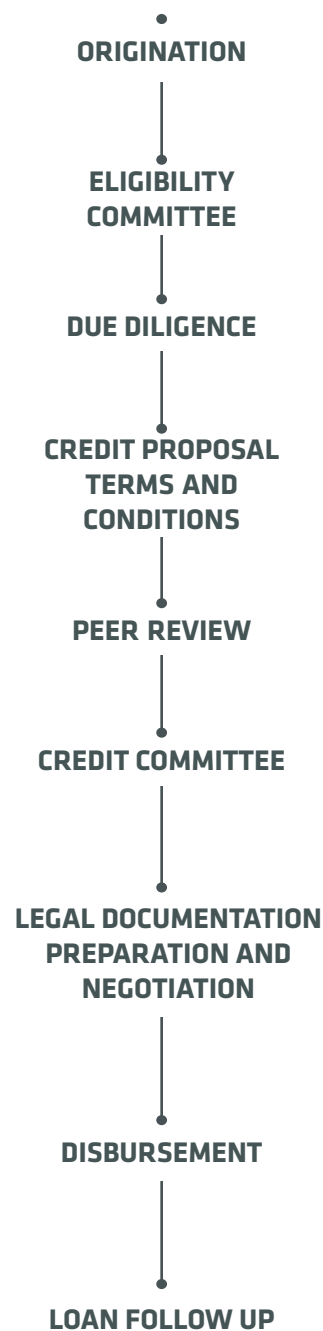 ORIGINATION
ELIGIBILITY
COMMITTEE
DUE DILIGENCE
CREDIT PROPOSAL
TERMS AND
CONDITIONS
PEER REVIEW
CREDIT COMMITTEE
LEGAL DOCUMENTATION
PREPARATION AND
NEGOTIATION
DISBURSEMENT
LOAN FOLLOW UP